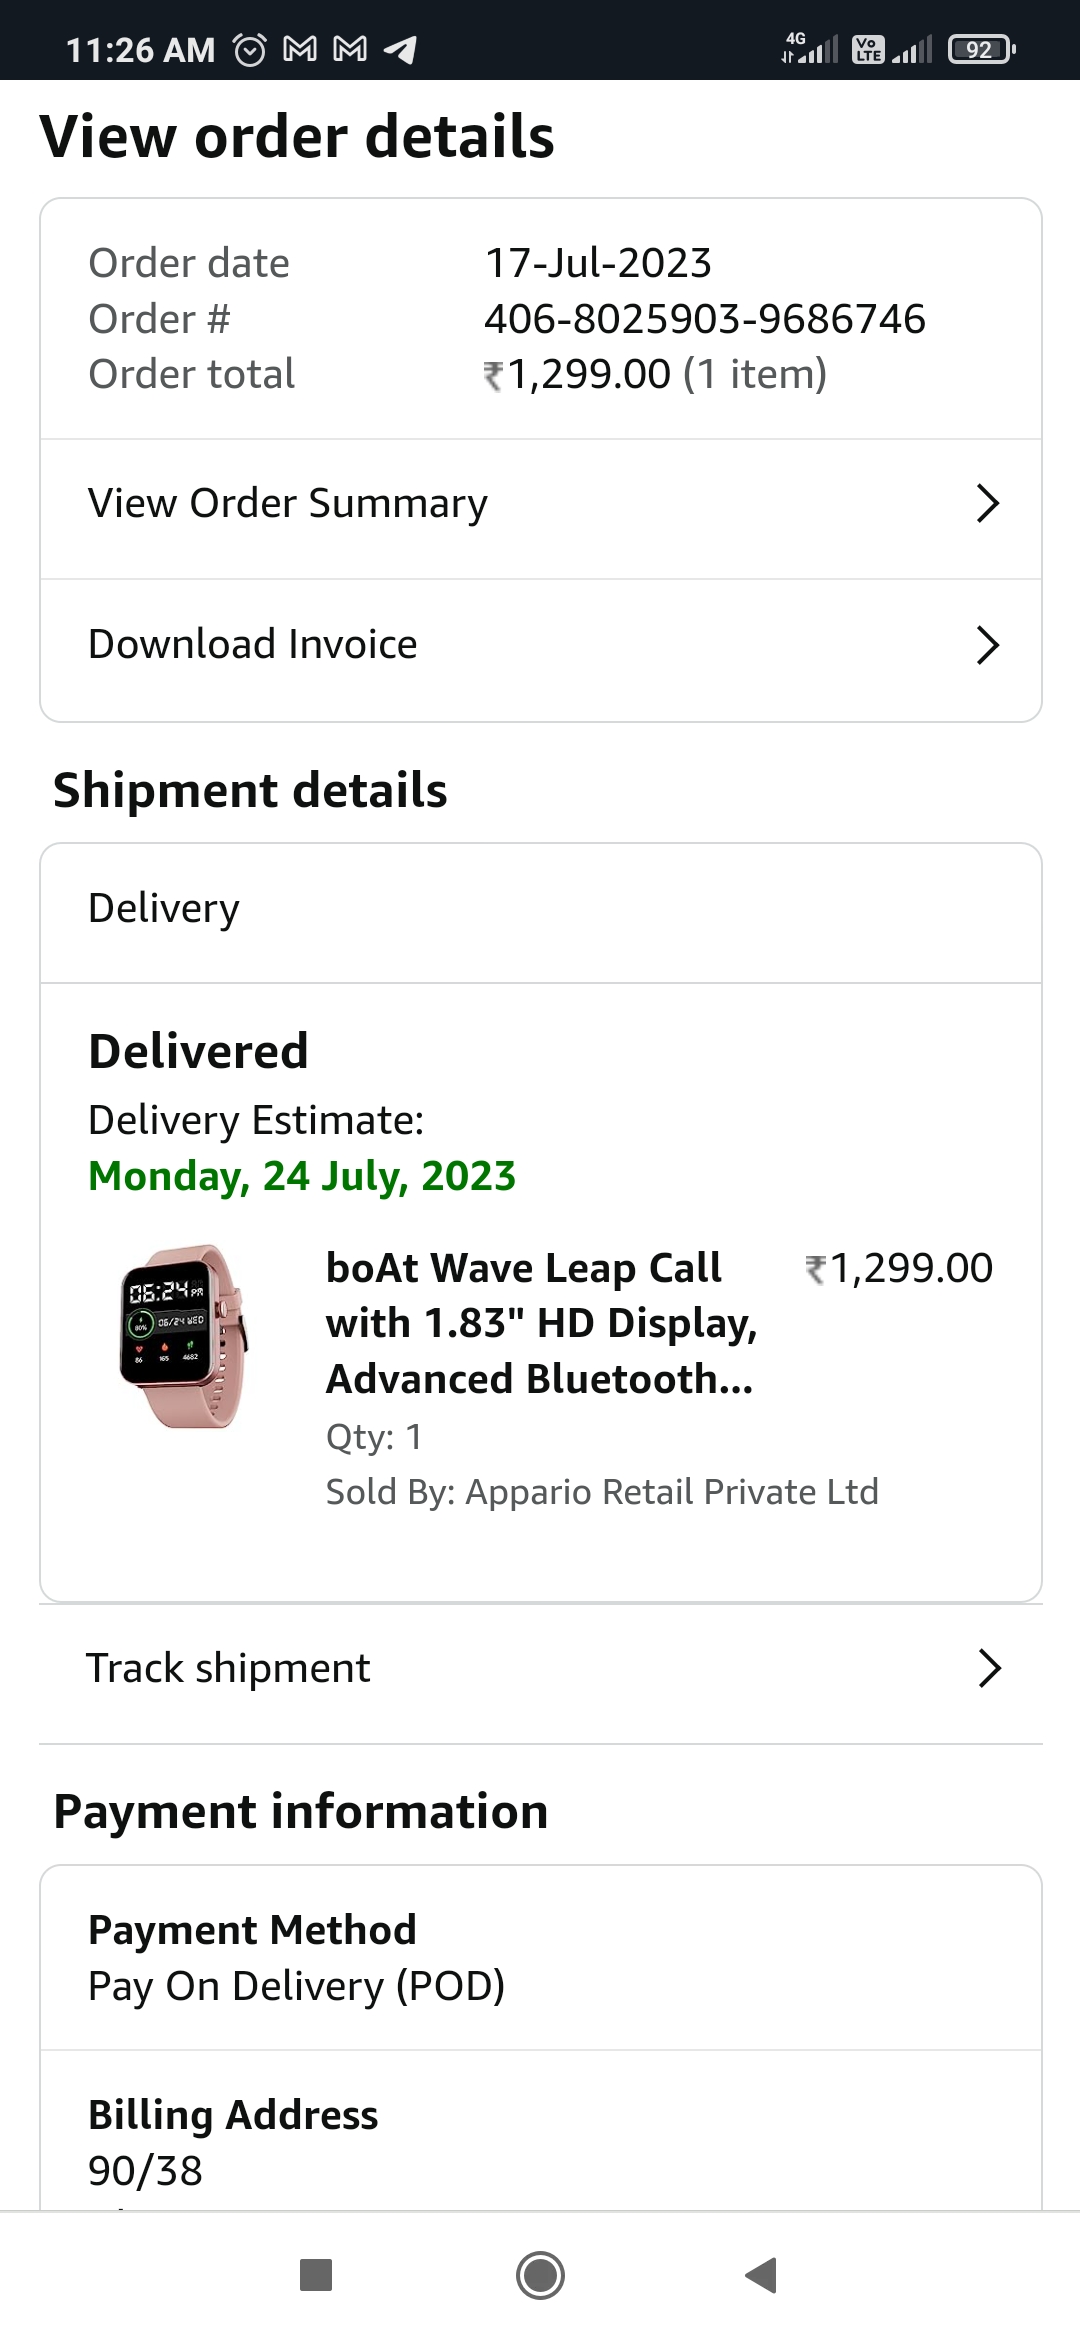 11:26 AM
4G
Vo
LTE
92
View order details
Order date 17-Jul-2023
Order # 406-8025903-9686746
Order total ₹1,299.00 (1 item)
View Order Summary
Download Invoice
Shipment details
Delivery
Delivered
Delivery Estimate:
Monday, 24 July, 2023
06:24 PM
80% 06/24 WED
86 165 4682
boAt Wave Leap Call ₹1,299.00
with 1.83" HD Display,
Advanced Bluetooth...
Qty: 1
Sold By: Appario Retail Private Ltd
Track shipment
Payment information
Payment Method
Pay On Delivery (POD)
Billing Address
90/38